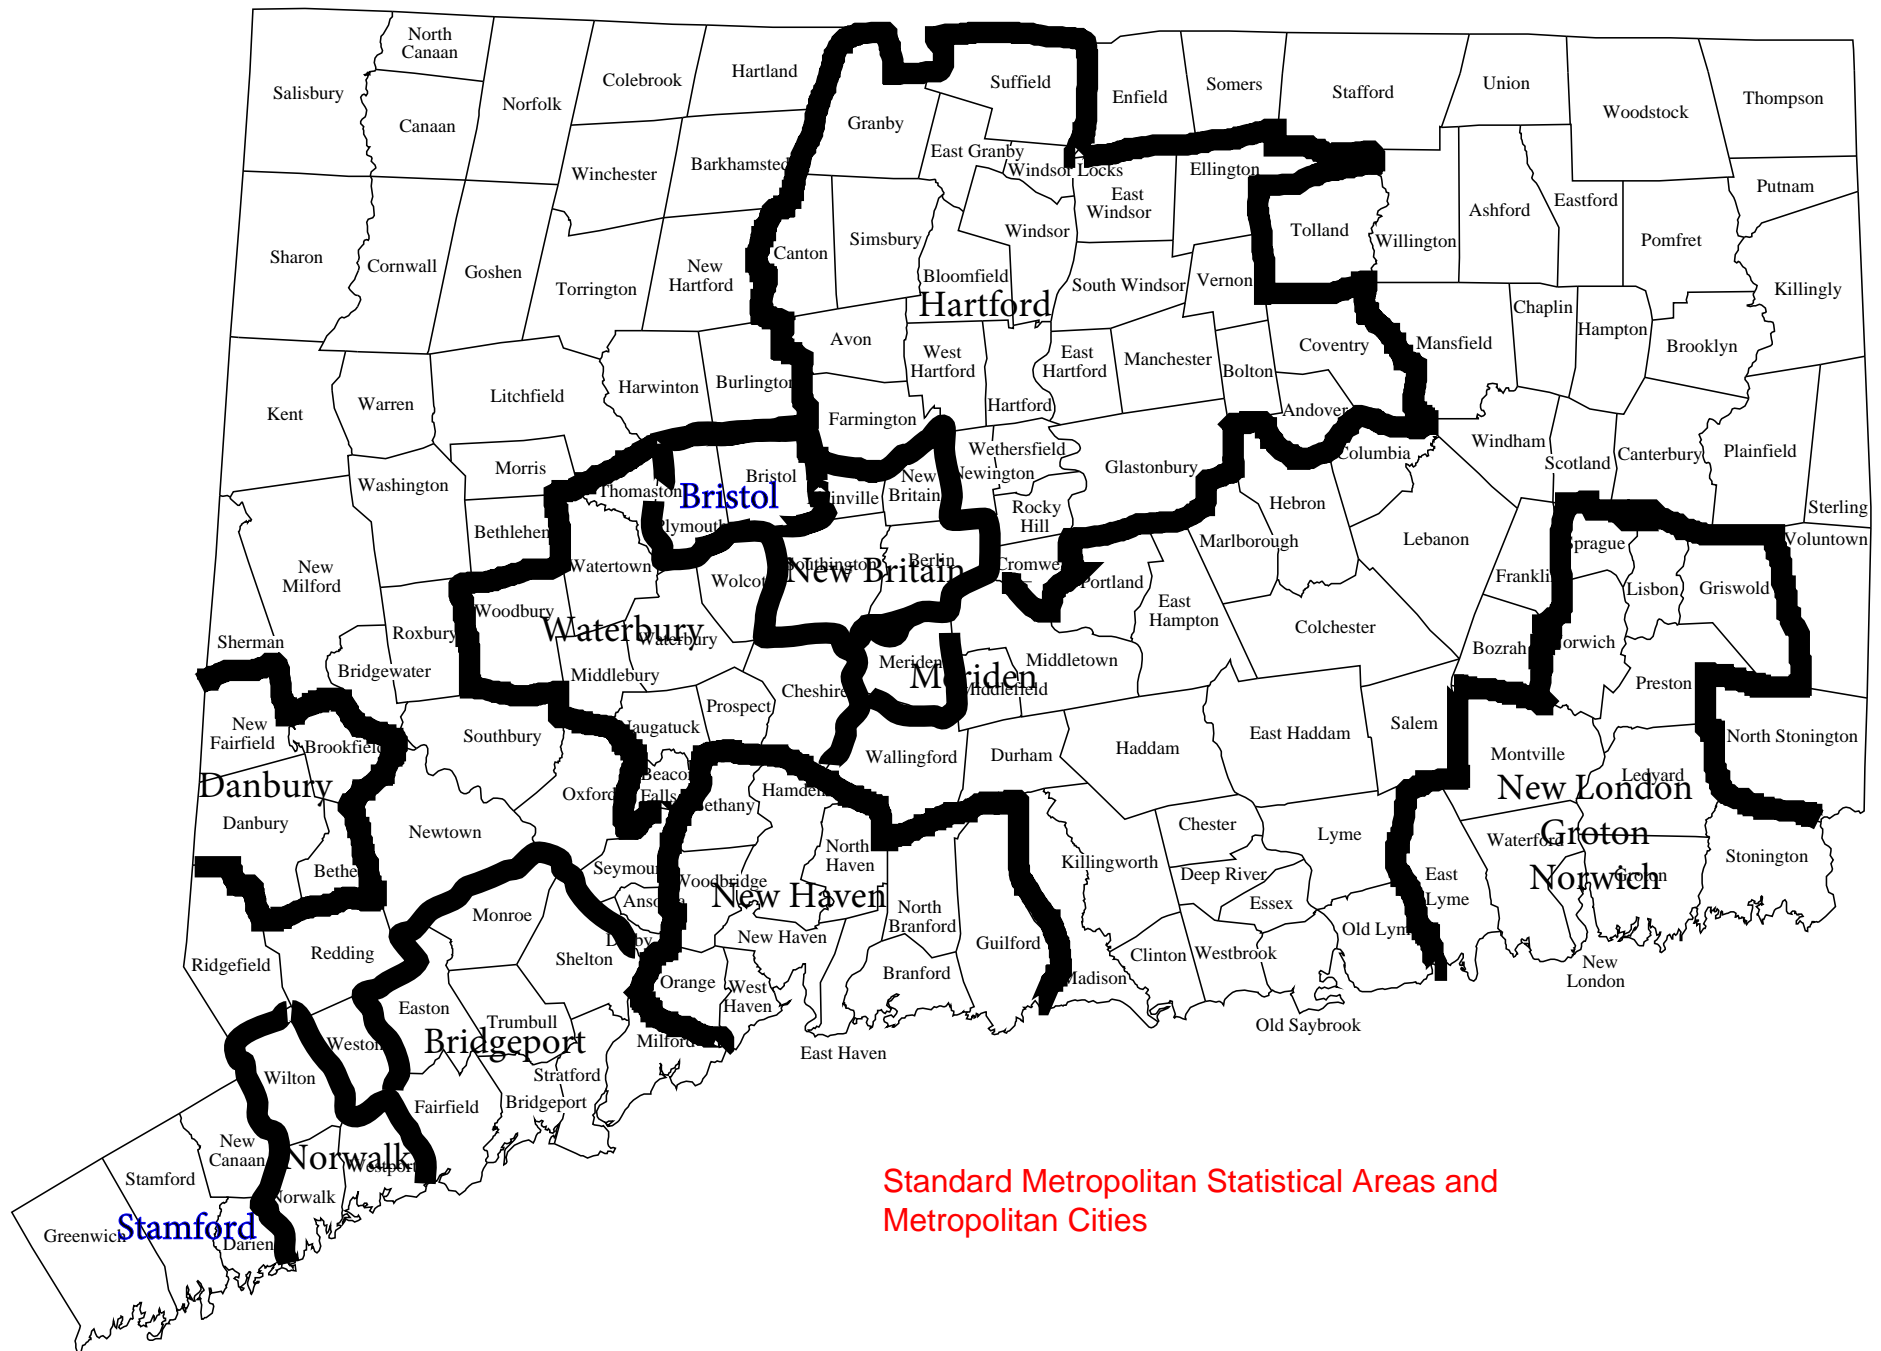 North
Canaan
Salisbury
Colebrook
Hartland
Norfolk
Canaan
Suffield
Enfield
Somers
Stafford
Union
Woodstock
Thompson
Granby
East Granby
Windsor Locks
Winchester
Barkhamsted
Ellington
East
Windsor
Putnam
Ashford
Eastford
Sharon
Cornwall
Goshen
Torrington
New
Hartford
Canton
Simsbury
Windsor
Bloomfield
South Windsor
Vernon
Tolland
Willington
Pomfret
Killingly
Hartford
Chaplin
Hampton
Brooklyn
Avon
West
Hartford
East
Hartford
Manchester
Bolton
Coventry
Mansfield
Kent
Warren
Litchfield
Harwinton
Burlington
Farmington
Hartford
Andover
Wethersfield
Newington
Glastonbury
Columbia
Windham
Scotland
Canterbury
Plainfield
Sterling
Washington
Morris
Thomaston
Bristol
Bristol
inville
New
Britain
Rocky
Hill
Hebron
Bethlehem
Plymouth
Marlborough
Lebanon
Sprague
Voluntown
New
Milford
Watertown
Wolcot
Southington
New Britain
Berlin
Cromwe
Portland
Franklin
Lisbon
Griswold
Sherman
Roxbury
Woodbury
Waterbury
Waterbury
East
Hampton
Colchester
Bozrah
orwich
Bridgewater
Middlebury
Cheshire
Meriden
Meriden
Middlefield
Middletown
Preston
New
Fairfield
Brookfield
Southbury
Naugatuck
Prospect
Wallingford
Durham
Haddam
East Haddam
Salem
Montville
North Stonington
Danbury
Danbury
Newtown
Oxford
Beacon
Falls
Bethany
Hamden
New London
Ledyard
Groton
Norwich
Waterford
Groton
Stonington
Bethe
Seymour
Woodbridge
North
Haven
Killingworth
Chester
Deep River
Essex
Lyme
East
Lyme
Monroe
Ansonia
New Haven
New Haven
North
Branford
Guilford
Ridgefield
Redding
Shelton
Derby
Orange
West
Haven
Branford
Madison
Clinton
Westbrook
Old Lyme
New
London
Easton
Trumbull
Bridgeport
Milford
East Haven
Old Saybrook
Weston
Wilton
Fairfield
Stratford
Bridgeport
New
Canaan
Norwalk
Westport
Stamford
Norwalk
Stamford
Greenwich
Darien
Standard Metropolitan Statistical Areas and
Metropolitan Cities